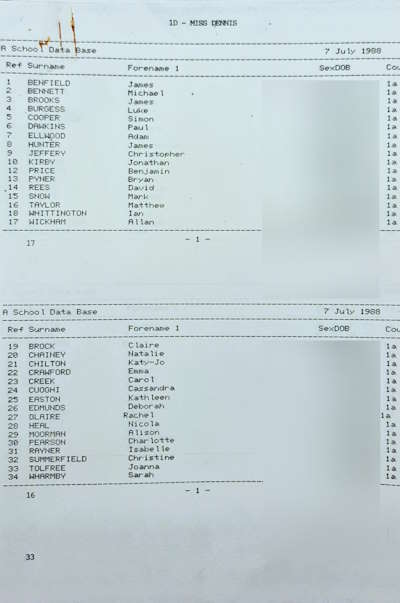 1D - MISS DENNIS
A School Data Base 7 July 1988
Ref Surname Forename 1 SexDOB Cou
1 BENFIELD James 1a
2 BENNETT Michael 1a
3 BROOKS James 1a
4 BURGESS Luke 1a
5 COOPER Simon 1a
6 DAWKINS Paul 1a
7 ELLWOOD Adam 1a
8 HUNTER James 1a
9 JEFFERY Christopher 1a
10 KIRBY Jonathan 1a
12 PRICE Benjamin 1a
13 PYNER Bryan 1a
14 REES David 1a
15 SNOW Mark 1a
16 TAYLOR Matthew 1a
18 WHITTINGTON Ian 1a
17 WICKHAM Allan 1a
17 - 1 -
A School Data Base 7 July 1988
Ref Surname Forename 1 SexDOB Cou
19 BROCK Claire 1a
20 CHAINEY Natalie 1a
21 CHILTON Katy-Jo 1a
22 CRAWFORD Emma 1a
23 CREEK Carol 1a
24 CUOGHI Cassandra 1a
25 EASTON Kathleen 1a
26 EDMUNDS Deborah 1a
27 OLAIRE Rachel 1a
28 HEAL Nicola 1a
29 MOORMAN Alison 1a
30 PEARSON Charlotte 1a
31 RAYNER Isabelle 1a
32 SUMMERFIELD Christine 1a
33 TOLFREE Joanna 1a
34 WHARMBY Sarah 1a
16 - 1 -
33